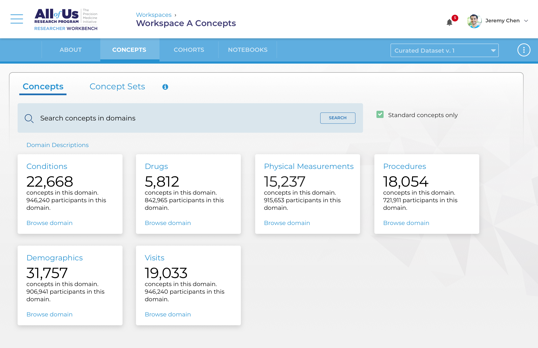 All of Us
RESEARCH PROGRAM
The
Precision
Medicine
Initiative
RESEARCHER WORKBENCH
Workspaces ›
Workspace A Concepts
Jeremy Chen
ABOUT
CONCEPTS
COHORTS
NOTEBOOKS
Curated Dataset v. 1
Concepts
Concept Sets
Search concepts in domains
SEARCH
Standard concepts only
Domain Descriptions
Conditions
22,668
concepts in this domain.
946,240 participants in this
domain.
Browse domain
Drugs
5,812
concepts in this domain.
842,965 participants in this
domain.
Browse domain
Physical Measurements
15,237
concepts in this domain.
915,653 participants in this
domain.
Browse domain
Procedures
18,054
concepts in this domain.
721,911 participants in this
domain.
Browse domain
Demographics
31,757
concepts in this domain.
906,941 participants in this
domain.
Browse domain
Visits
19,033
concepts in this domain.
946,240 participants in this
domain.
Browse domain